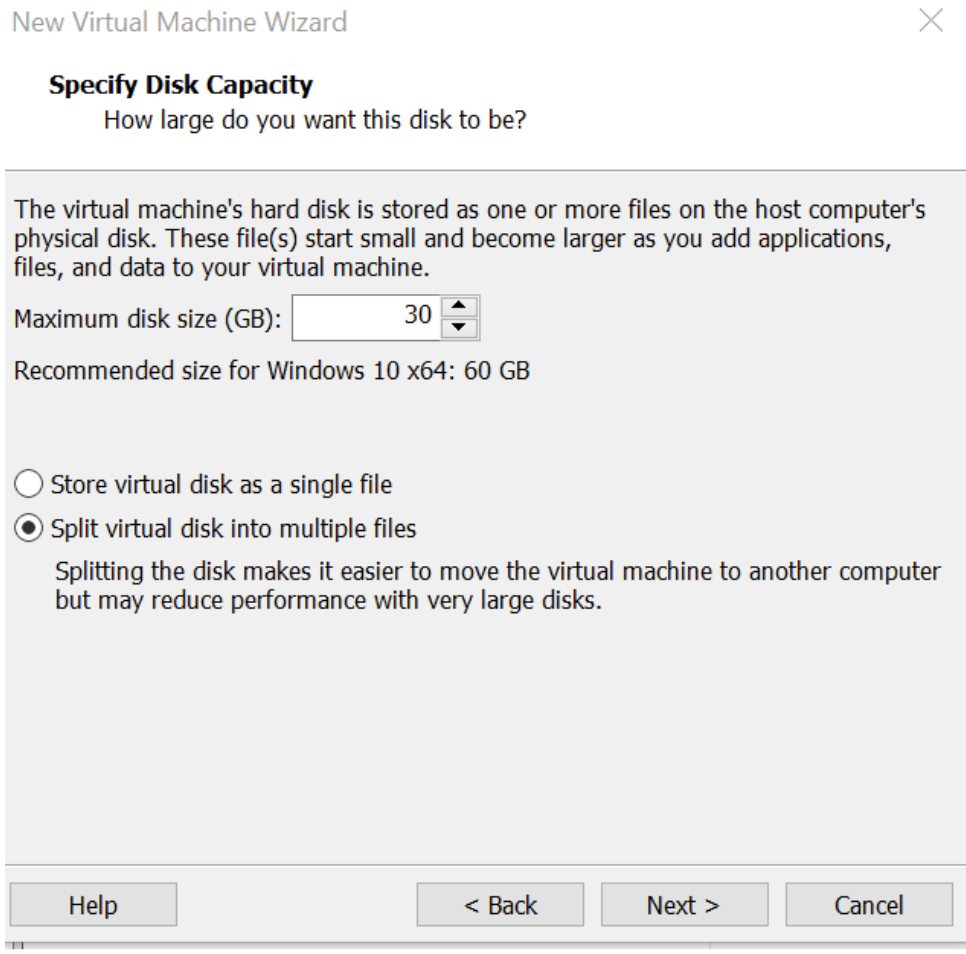 New Virtual Machine Wizard
Specify Disk Capacity
How large do you want this disk to be?
The virtual machine's hard disk is stored as one or more files on the host computer's
physical disk. These file(s) start small and become larger as you add applications,
files, and data to your virtual machine.
Maximum disk size (GB): 30
Recommended size for Windows 10 x64: 60 GB
Store virtual disk as a single file
Split virtual disk into multiple files
Splitting the disk makes it easier to move the virtual machine to another computer
but may reduce performance with very large disks.
Help < Back Next > Cancel